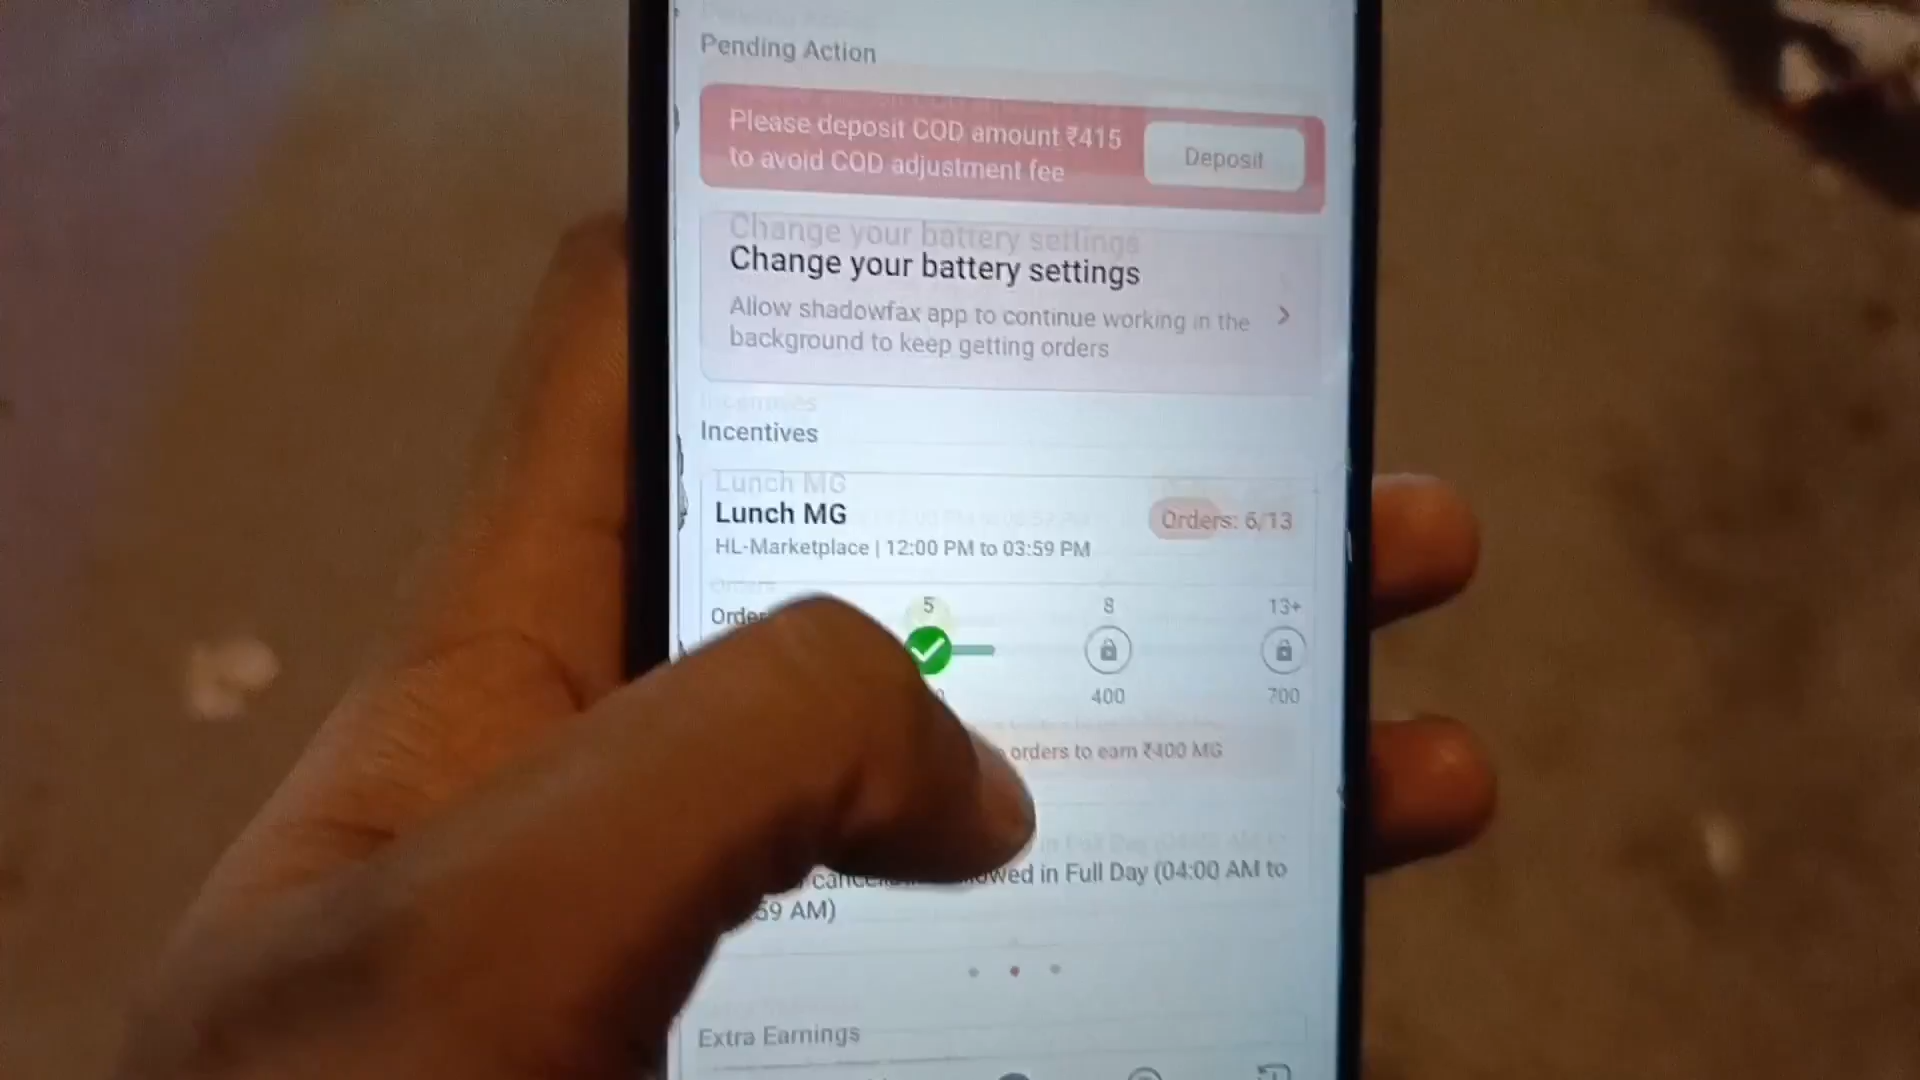 Pending Action
Please deposit COD amount ₹415
to avoid COD adjustment fee
Deposit
Change your battery settings
Allow shadowfax app to continue working in the
background to keep getting orders
Incentives
Lunch MG
Orders: 6/13
HL-Marketplace | 12:00 PM to 03:59 PM
5 8 13+
400 700
orders to earn ₹400 MG
in Full Day (04:00 AM to
59 AM)
Extra Earnings